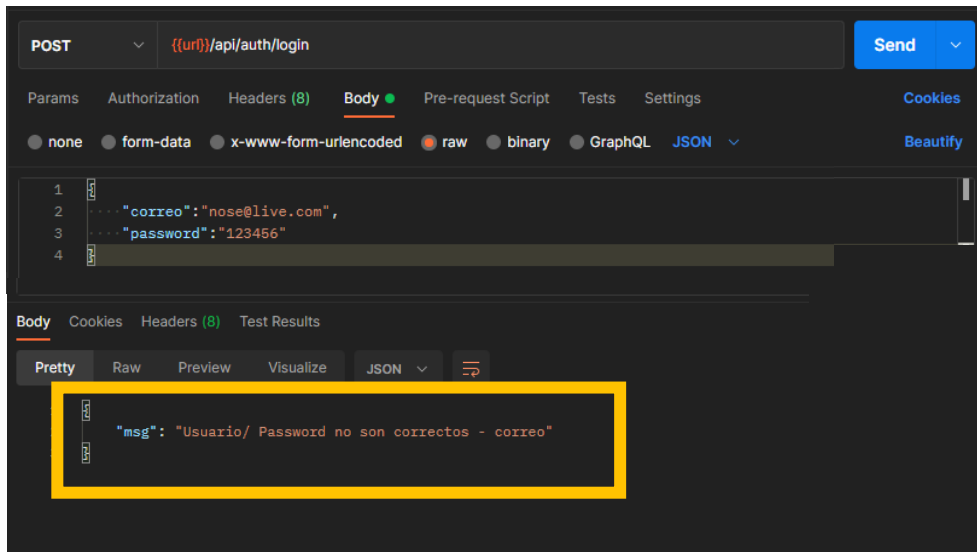 POST {{url}}/api/auth/login Send
Params Authorization Headers (8) Body Pre-request Script Tests Settings Cookies
none form-data x-www-form-urlencoded raw binary GraphQL JSON Beautify
1 {
2 ····"correo":"nose@live.com",
3 ····"password":"123456"
4 }
Body Cookies Headers (8) Test Results
Pretty Raw Preview Visualize JSON
{
"msg": "Usuario/ Password no son correctos - correo"
}